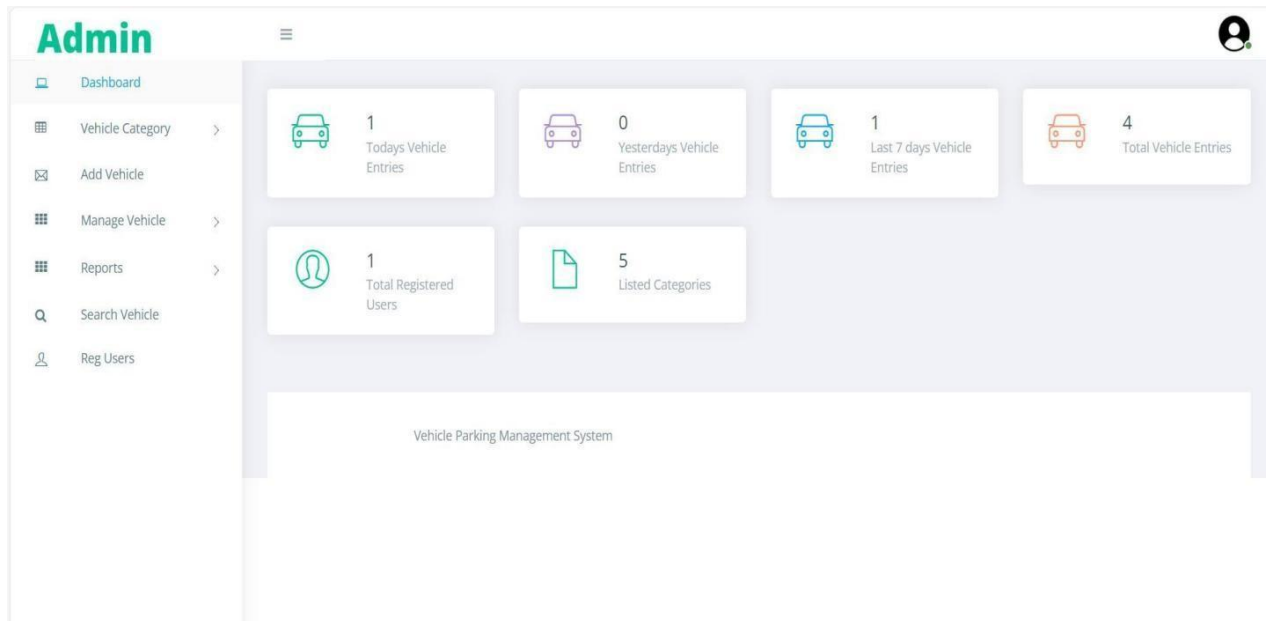 Admin
Dashboard
Vehicle Category
Add Vehicle
Manage Vehicle
Reports
Search Vehicle
Reg Users
1
Todays Vehicle
Entries
0
Yesterdays Vehicle
Entries
1
Last 7 days Vehicle
Entries
4
Total Vehicle Entries
1
Total Registered
Users
5
Listed Categories
Vehicle Parking Management System